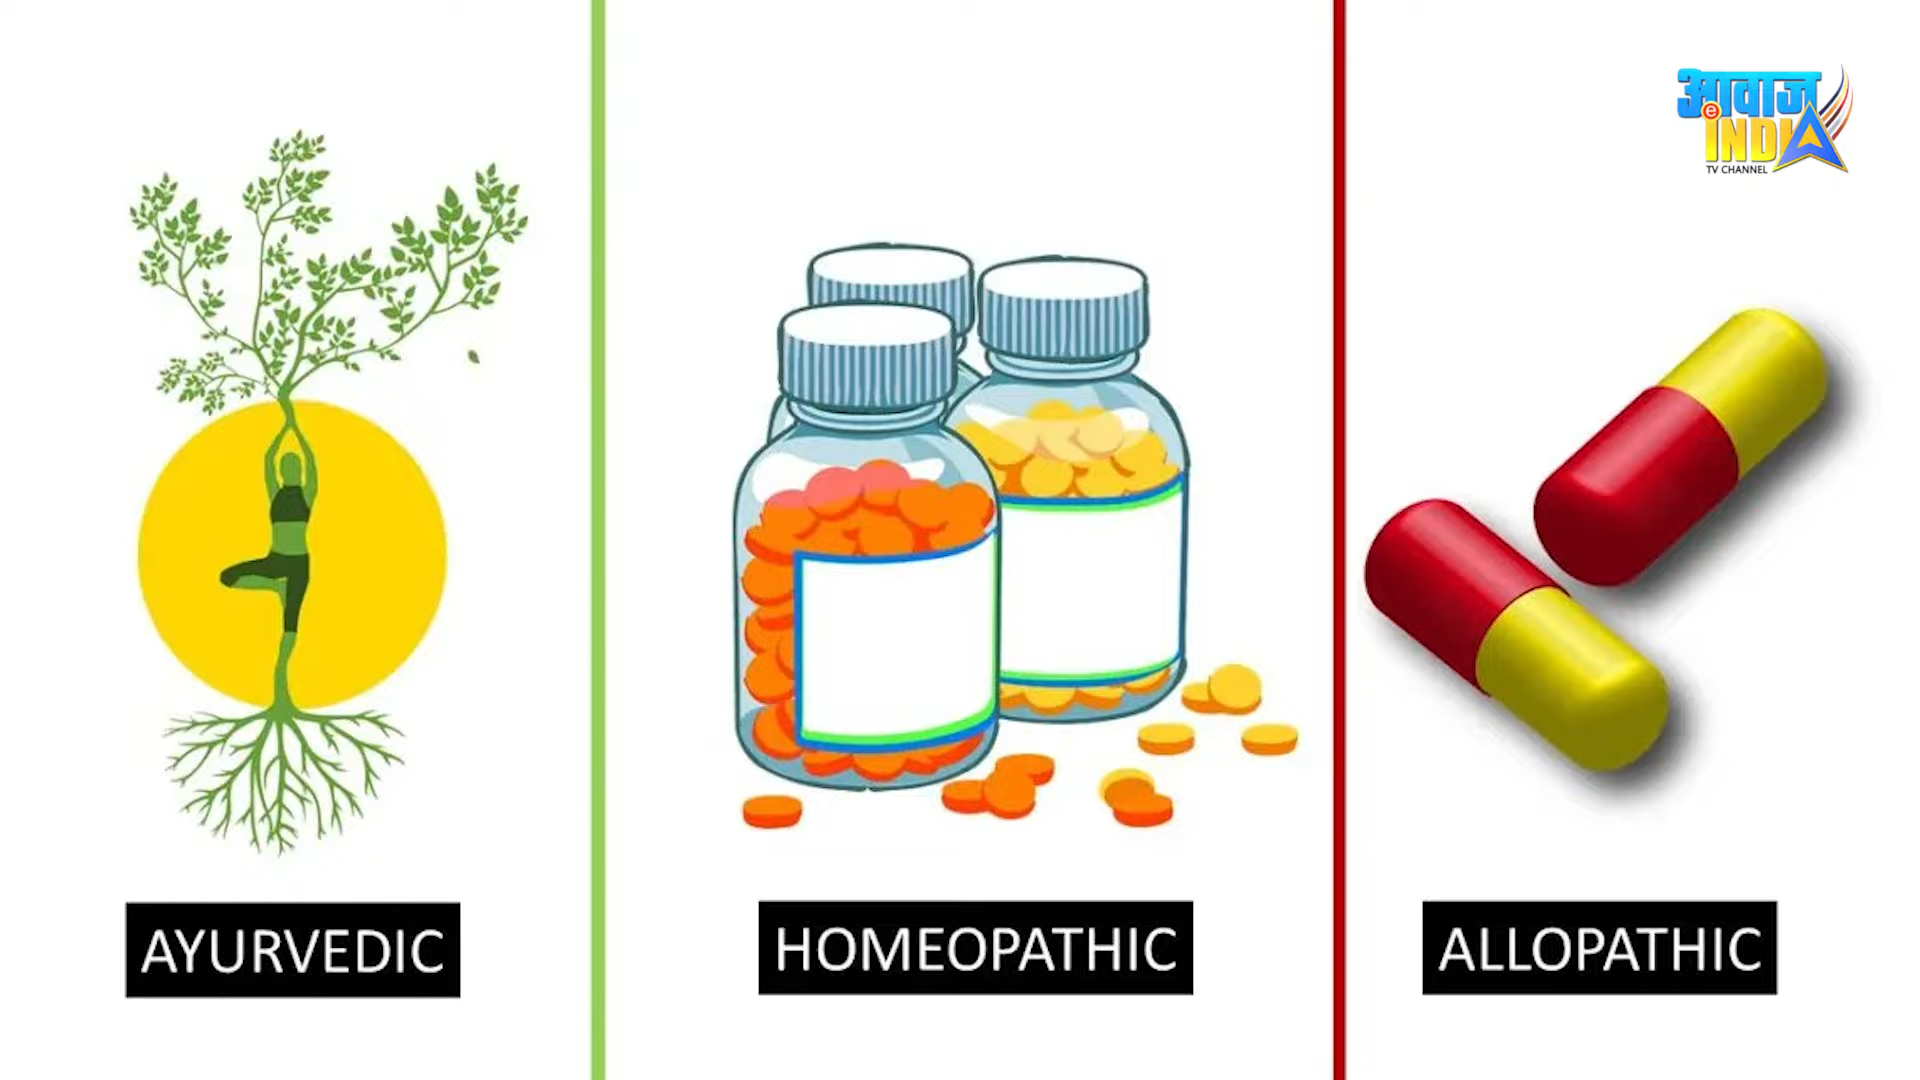 आवाज
e
INDIA
TV CHANNEL
AYURVEDIC
HOMEOPATHIC
ALLOPATHIC